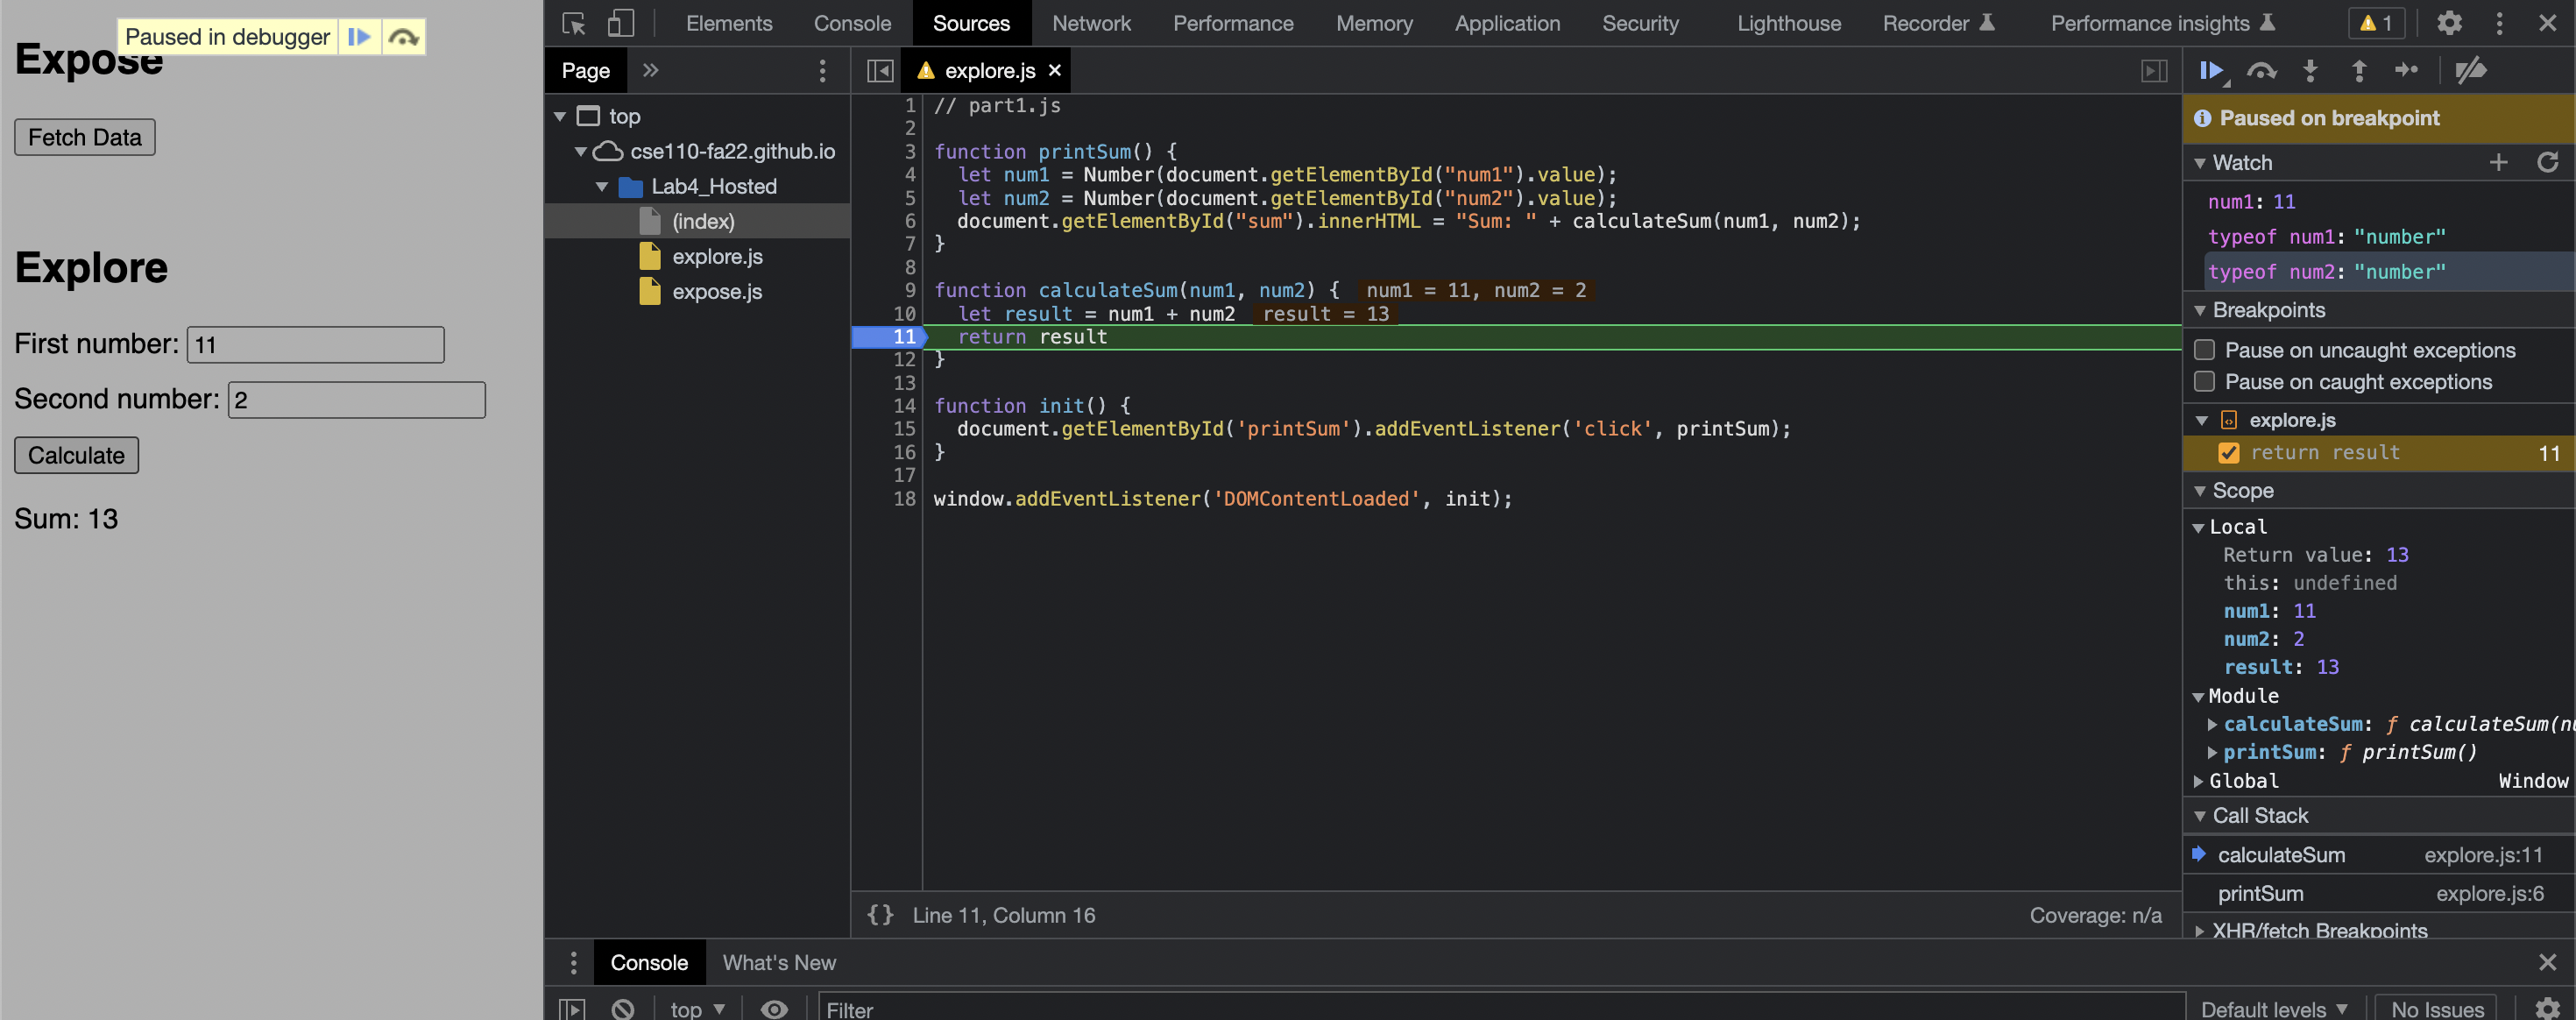 Paused in debugger
Expose
Fetch Data
Explore
First number: 11
Second number: 2
Calculate
Sum: 13
Elements Console Sources Network Performance Memory Application Security Lighthouse Recorder Performance insights 1
Page
explore.js
top
cse110-fa22.github.io
Lab4_Hosted
(index)
explore.js
expose.js
1 // part1.js
2
3 function printSum() {
4 let num1 = Number(document.getElementById("num1").value);
5 let num2 = Number(document.getElementById("num2").value);
6 document.getElementById("sum").innerHTML = "Sum: " + calculateSum(num1, num2);
7 }
8
9 function calculateSum(num1, num2) { num1 = 11, num2 = 2
10 let result = num1 + num2 result = 13
11 return result
12 }
13
14 function init() {
15 document.getElementById('printSum').addEventListener('click', printSum);
16 }
17
18 window.addEventListener('DOMContentLoaded', init);
{} Line 11, Column 16 Coverage: n/a
Paused on breakpoint
Watch
num1: 11
typeof num1: "number"
typeof num2: "number"
Breakpoints
Pause on uncaught exceptions
Pause on caught exceptions
explore.js
return result 11
Scope
Local
Return value: 13
this: undefined
num1: 11
num2: 2
result: 13
Module
calculateSum: ƒ calculateSum(nu
printSum: ƒ printSum()
Global Window
Call Stack
calculateSum explore.js:11
printSum explore.js:6
XHR/fetch Breakpoints
Console What's New
top Filter Default levels No Issues